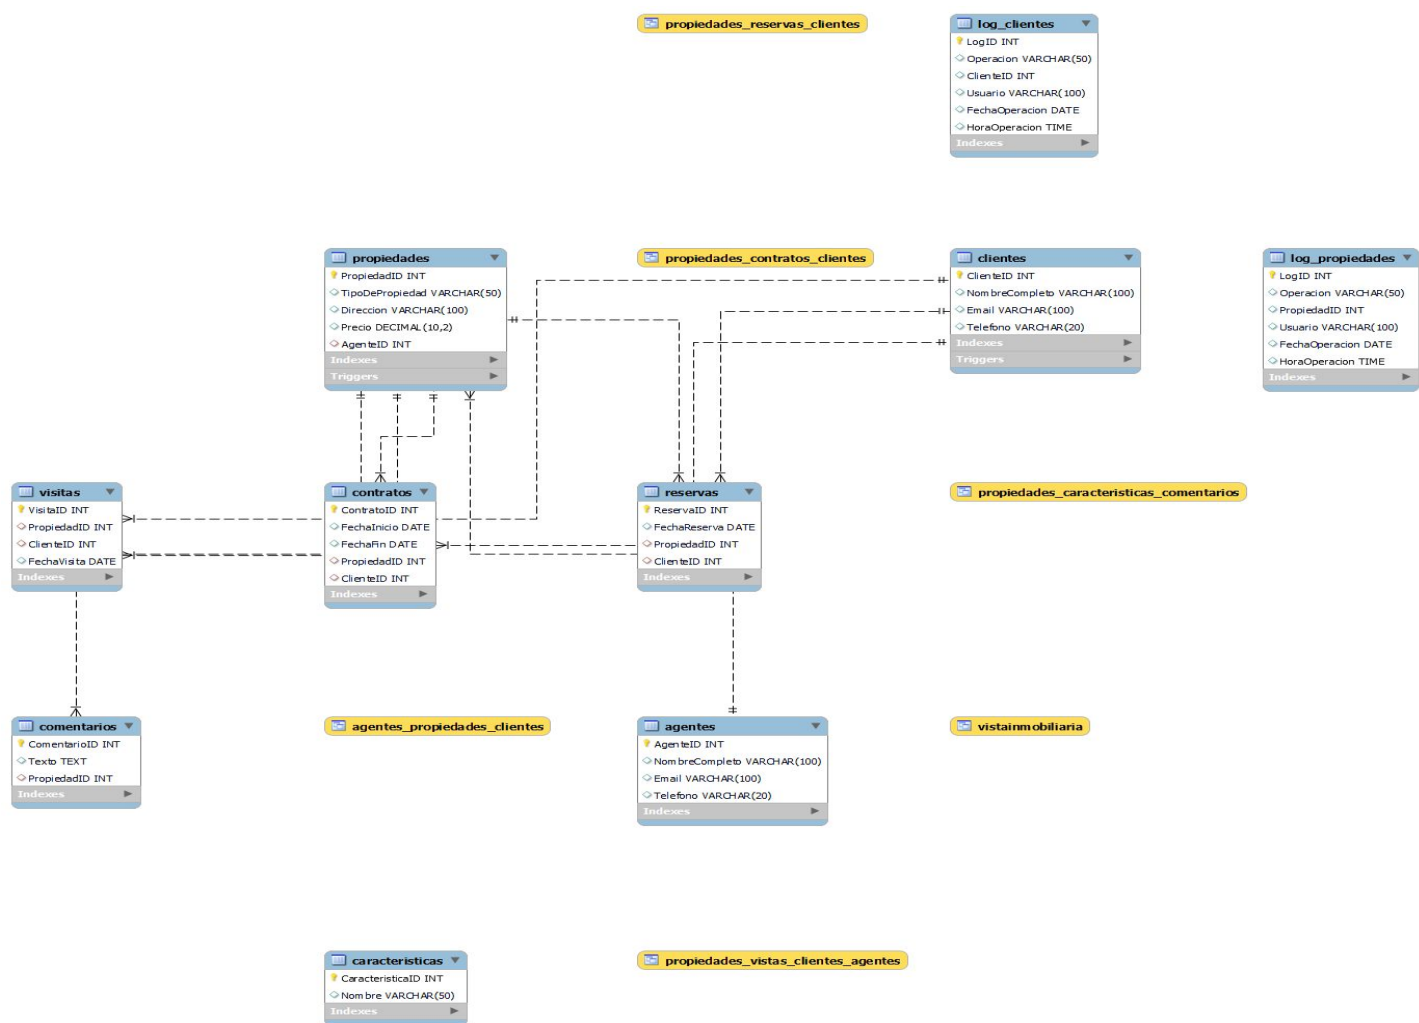 propiedades_reservas_clientes
log_clientes
LogID INT
Operacion VARCHAR(50)
ClienteID INT
Usuario VARCHAR(100)
FechaOperacion DATE
HoraOperacion TIME
Indexes
propiedades
PropiedadID INT
TipoDePropiedad VARCHAR(50)
Direccion VARCHAR(100)
Precio DECIMAL(10,2)
AgenteID INT
Indexes
Triggers
propiedades_contratos_clientes
clientes
ClienteID INT
NombreCompleto VARCHAR(100)
Email VARCHAR(100)
Telefono VARCHAR(20)
Indexes
Triggers
log_propiedades
LogID INT
Operacion VARCHAR(50)
PropiedadID INT
Usuario VARCHAR(100)
FechaOperacion DATE
HoraOperacion TIME
Indexes
visitas
VisitaID INT
PropiedadID INT
ClienteID INT
FechaVisita DATE
Indexes
contratos
ContratoID INT
FechaInicio DATE
FechaFin DATE
PropiedadID INT
ClienteID INT
Indexes
reservas
ReservaID INT
FechaReserva DATE
PropiedadID INT
ClienteID INT
Indexes
propiedades_caracteristicas_comentarios
comentarios
ComentarioID INT
Texto TEXT
PropiedadID INT
Indexes
agentes_propiedades_clientes
agentes
AgenteID INT
NombreCompleto VARCHAR(100)
Email VARCHAR(100)
Telefono VARCHAR(20)
Indexes
vistainmobiliaria
caracteristicas
CaracteristicaID INT
Nombre VARCHAR(50)
Indexes
propiedades_vistas_clientes_agentes